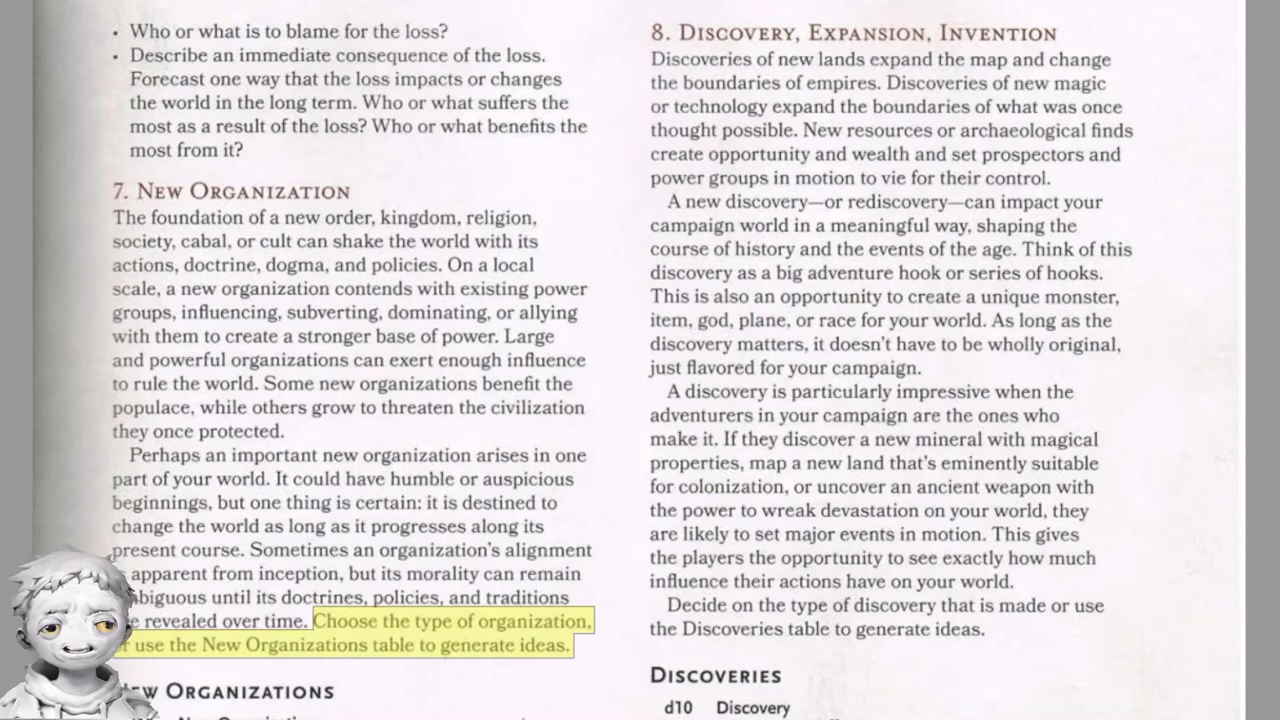 • Who or what is to blame for the loss?
• Describe an immediate consequence of the loss.
Forecast one way that the loss impacts or changes
the world in the long term. Who or what suffers the
most as a result of the loss? Who or what benefits the
most from it?
7. New Organization
The foundation of a new order, kingdom, religion,
society, cabal, or cult can shake the world with its
actions, doctrine, dogma, and policies. On a local
scale, a new organization contends with existing power
groups, influencing, subverting, dominating, or allying
with them to create a stronger base of power. Large
and powerful organizations can exert enough influence
to rule the world. Some new organizations benefit the
populace, while others grow to threaten the civilization
they once protected.
Perhaps an important new organization arises in one
part of your world. It could have humble or auspicious
beginnings, but one thing is certain: it is destined to
change the world as long as it progresses along its
present course. Sometimes an organization's alignment
apparent from inception, but its morality can remain
until its doctrines, policies, and traditions
revealed over time. Choose the type of organization,
use the New Organizations table to generate ideas.
Organizations
8. Discovery, Expansion, Invention
Discoveries of new lands expand the map and change
the boundaries of empires. Discoveries of new magic
or technology expand the boundaries of what was once
thought possible. New resources or archaeological finds
create opportunity and wealth and set prospectors and
power groups in motion to vie for their control.
A new discovery—or rediscovery—can impact your
campaign world in a meaningful way, shaping the
course of history and the events of the age. Think of this
discovery as a big adventure hook or series of hooks.
This is also an opportunity to create a unique monster,
item, god, plane, or race for your world. As long as the
discovery matters, it doesn't have to be wholly original,
just flavored for your campaign.
A discovery is particularly impressive when the
adventurers in your campaign are the ones who
make it. If they discover a new mineral with magical
properties, map a new land that's eminently suitable
for colonization, or uncover an ancient weapon with
the power to wreak devastation on your world, they
are likely to set major events in motion. This gives
the players the opportunity to see exactly how much
influence their actions have on your world.
Decide on the type of discovery that is made or use
the Discoveries table to generate ideas.
Discoveries
d10 Discovery